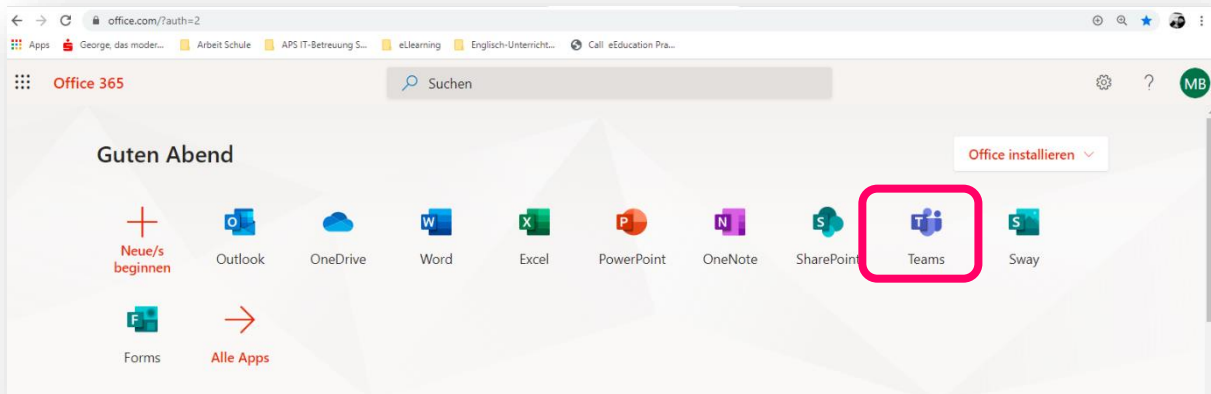 office.com/?auth=2
Apps George, das moder... Arbeit Schule APS IT-Betreuung S... eLlearning Englisch-Unterricht... Call eEducation Pra...
Office 365 Suchen ? MB
Guten Abend Office installieren
Neue/s beginnen Outlook OneDrive Word Excel PowerPoint OneNote SharePoint Teams Sway
Forms Alle Apps